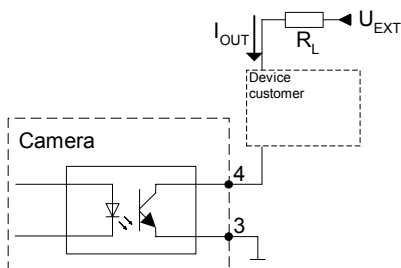 U_EXT
I_OUT
R_L
Device
customer
Camera
4
3